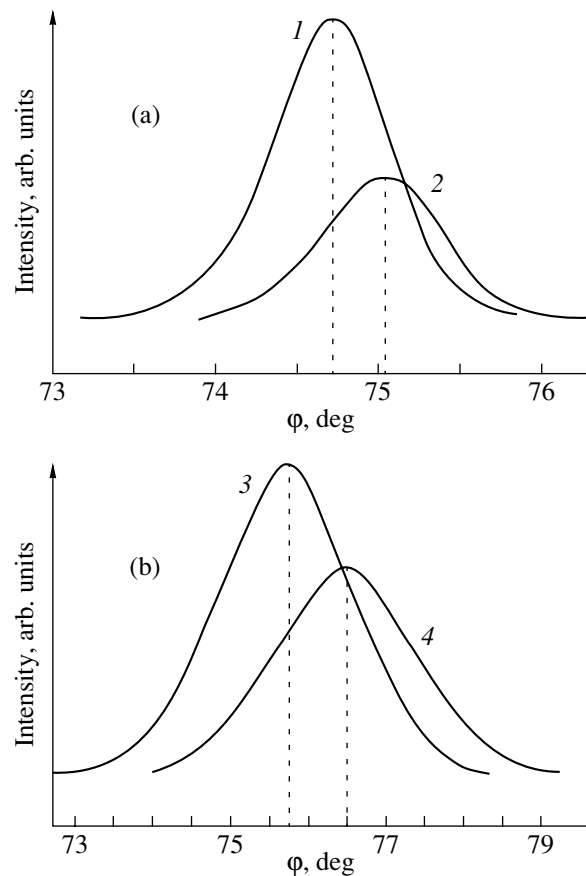 1
(a)
2
Intensity, arb. units
73 74 75 76
φ, deg
3
(b)
4
Intensity, arb. units
73 75 77 79
φ, deg